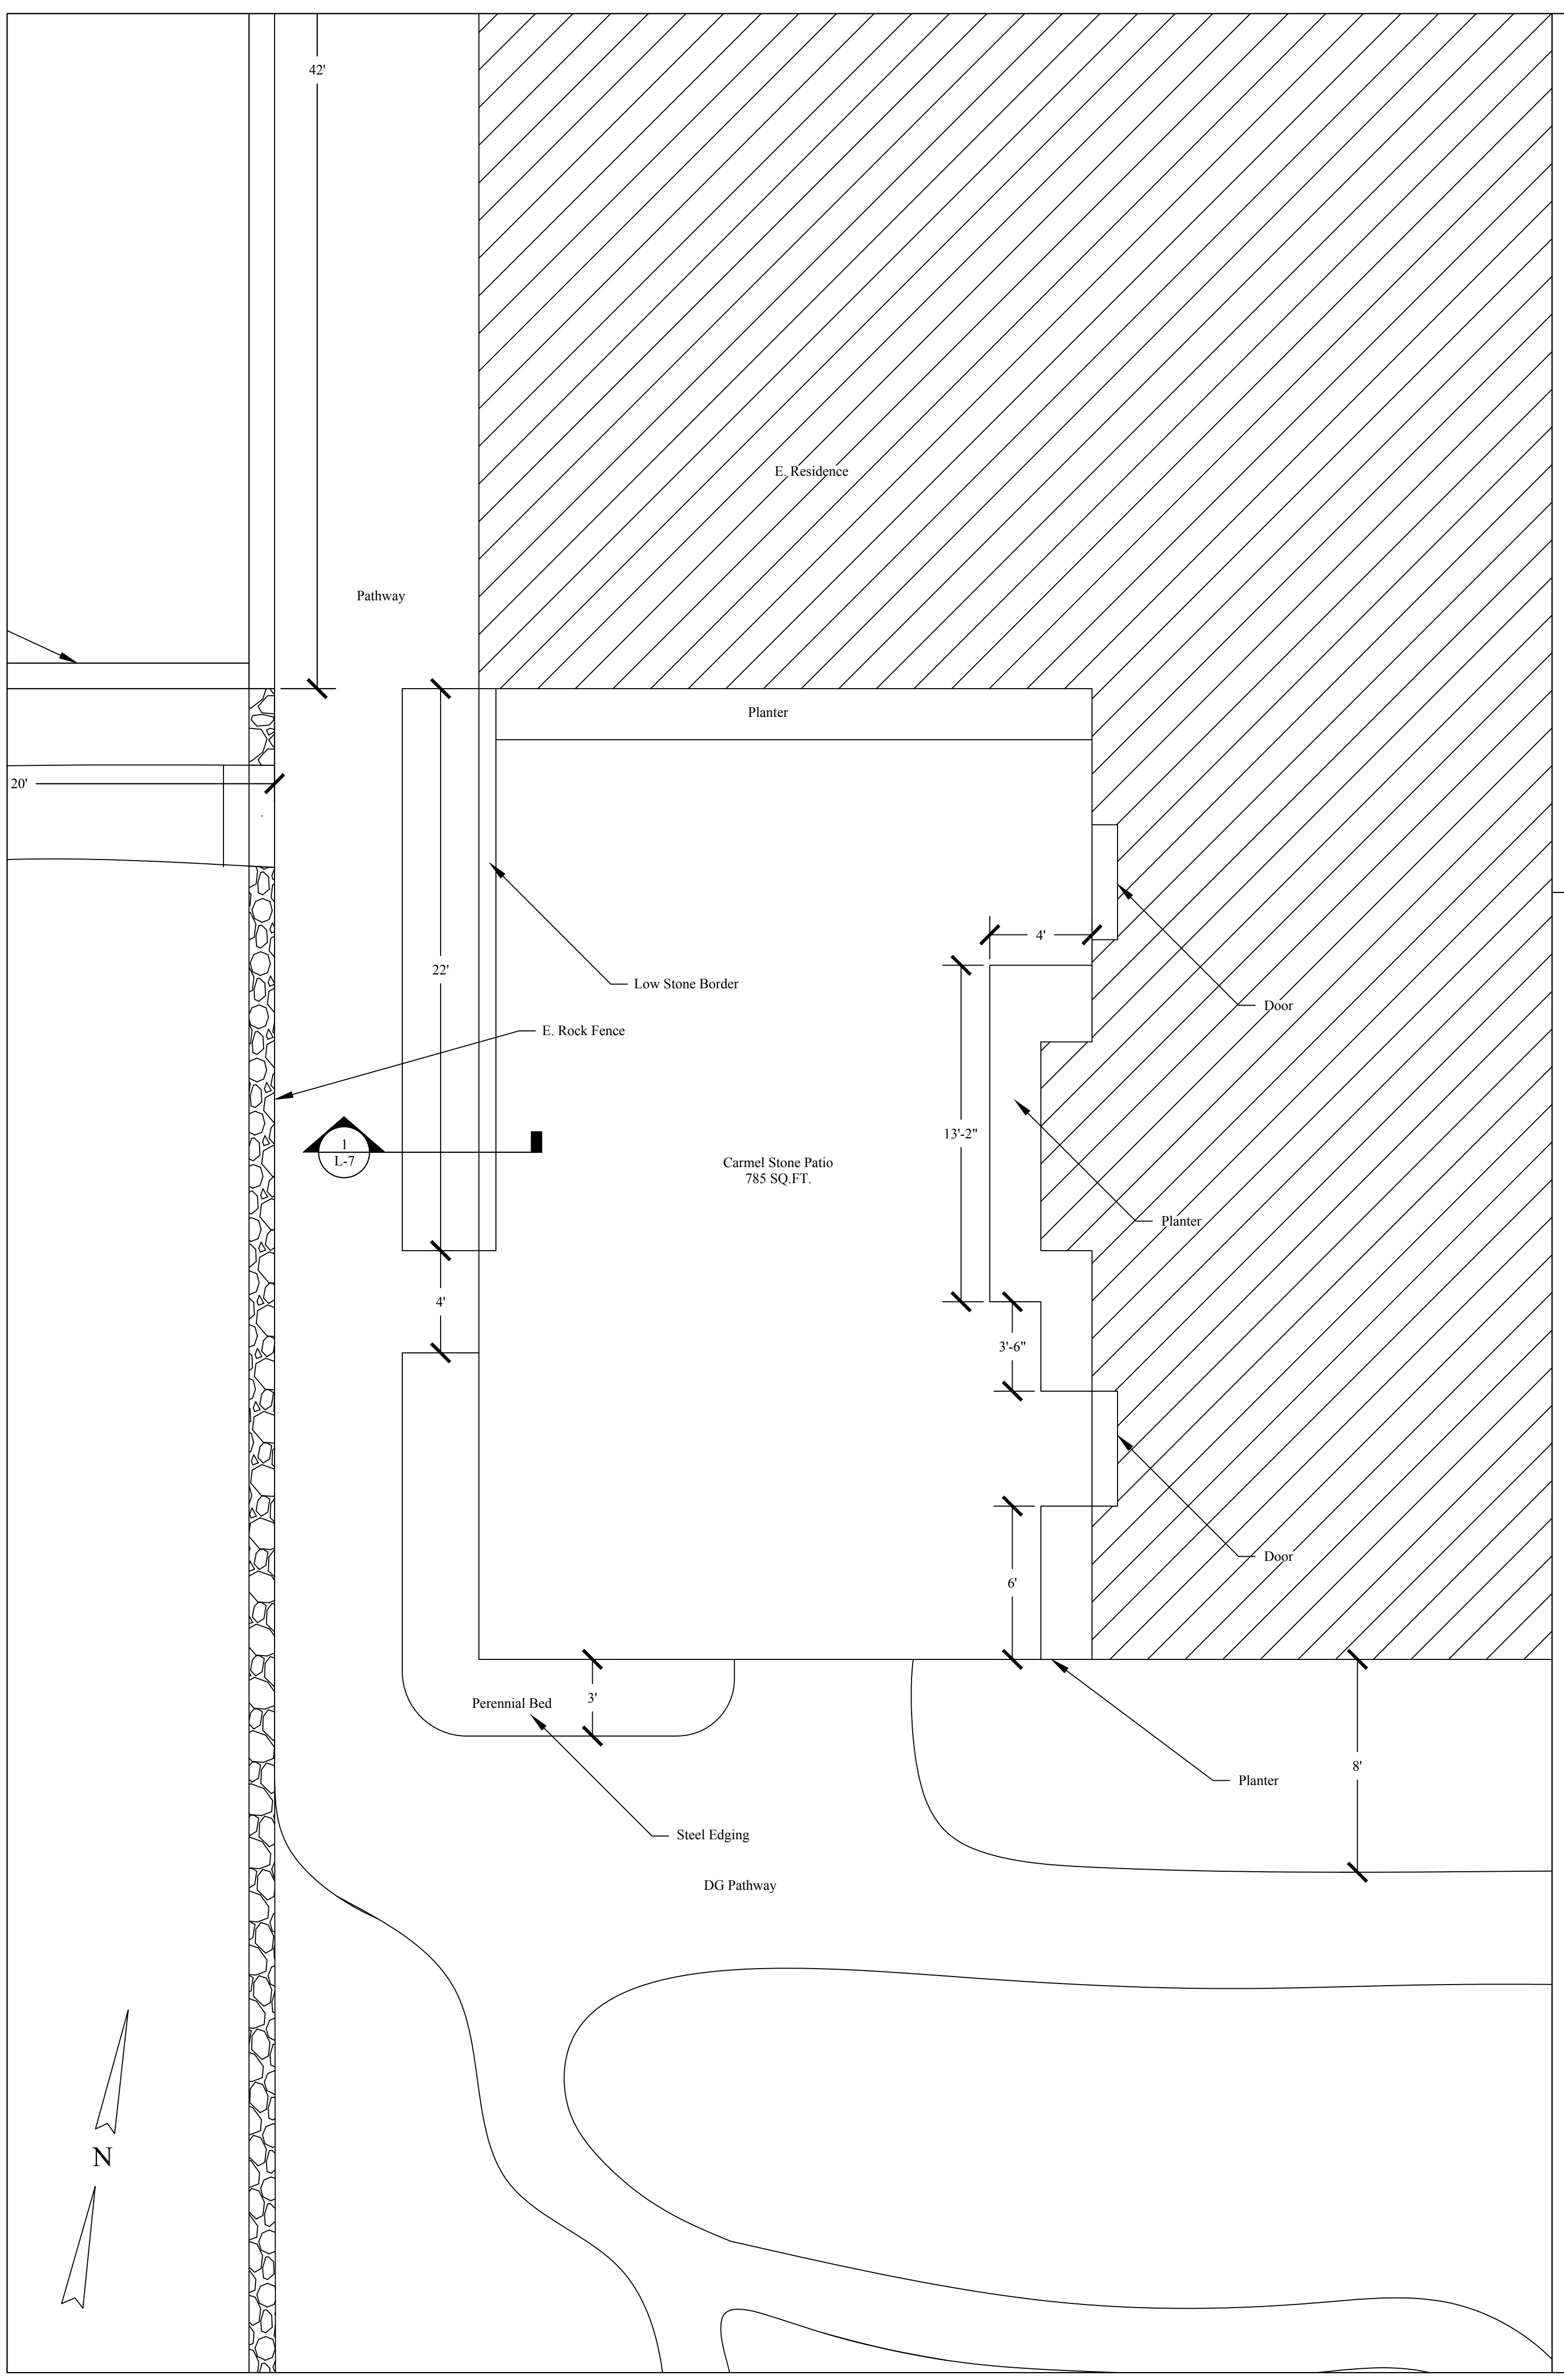 42'
E. Residence
Pathway
Planter
20'
4'
22'
Low Stone Border
Door
E. Rock Fence
13'-2"
1
L-7
Carmel Stone Patio
785 SQ.FT.
Planter
4'
3'-6"
Door
6'
Perennial Bed
3'
8'
Planter
Steel Edging
DG Pathway
N